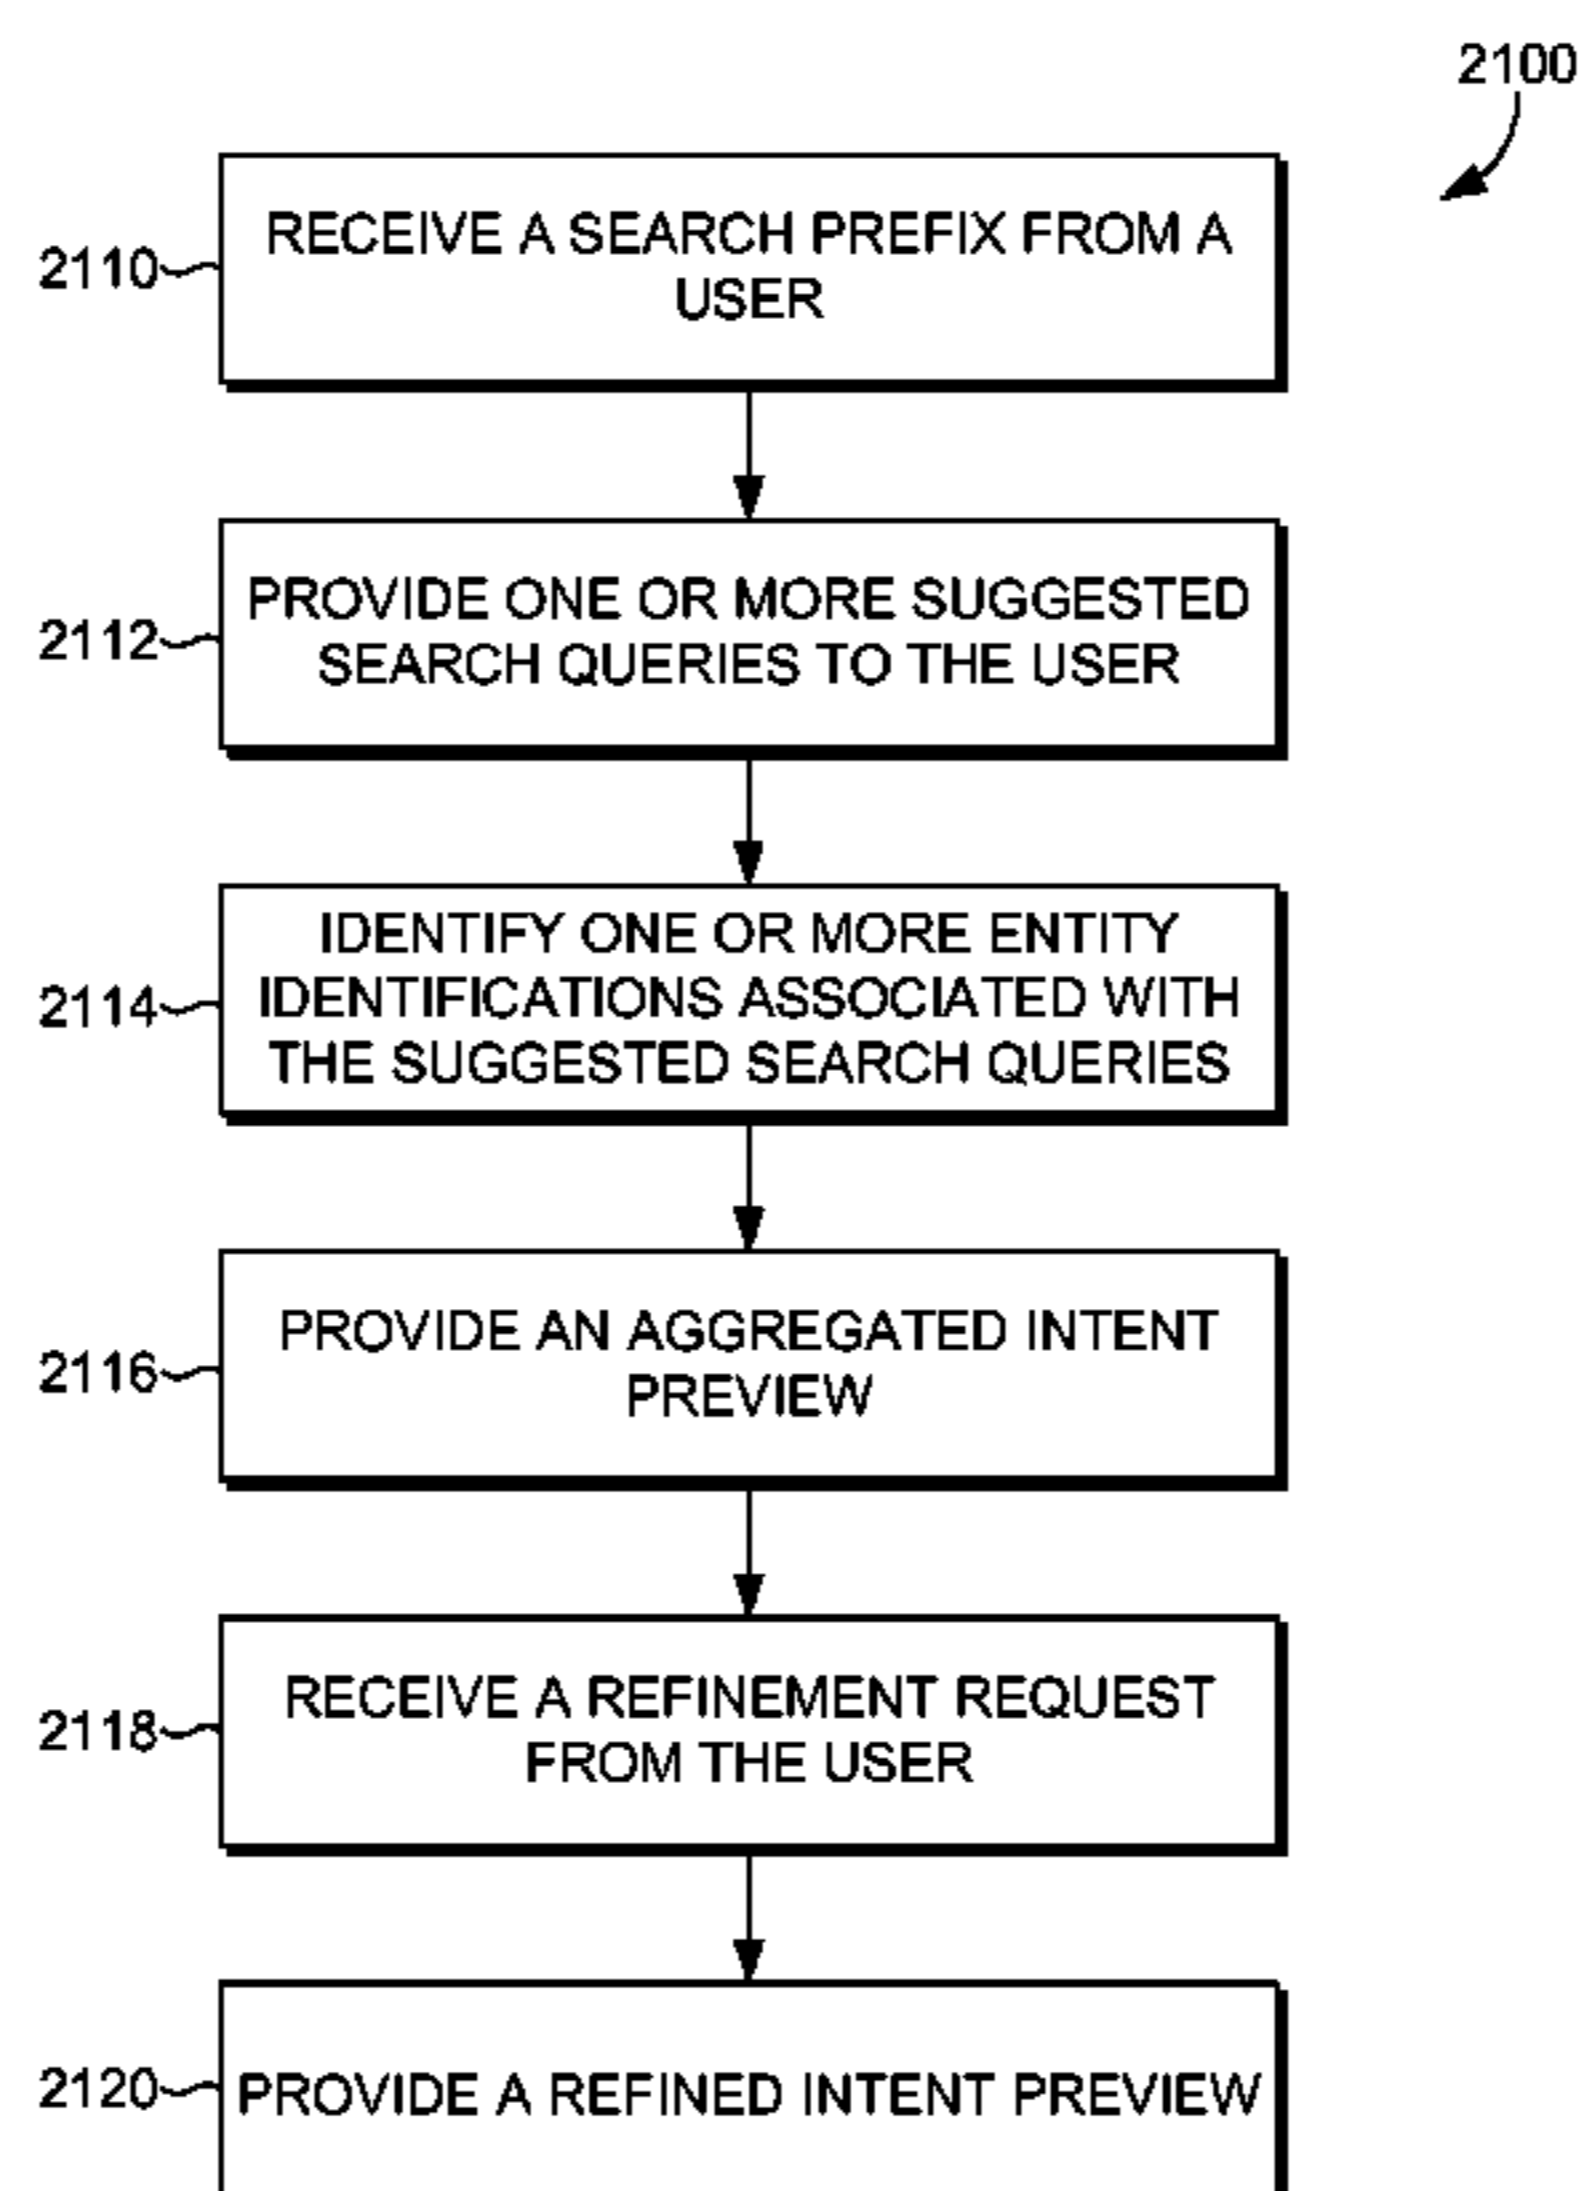 2100
RECEIVE A SEARCH PREFIX FROM A
USER
2110
PROVIDE ONE OR MORE SUGGESTED
SEARCH QUERIES TO THE USER
2112
IDENTIFY ONE OR MORE ENTITY
IDENTIFICATIONS ASSOCIATED WITH
THE SUGGESTED SEARCH QUERIES
2114
PROVIDE AN AGGREGATED INTENT
PREVIEW
2116
RECEIVE A REFINEMENT REQUEST
FROM THE USER
2118
PROVIDE A REFINED INTENT PREVIEW
2120